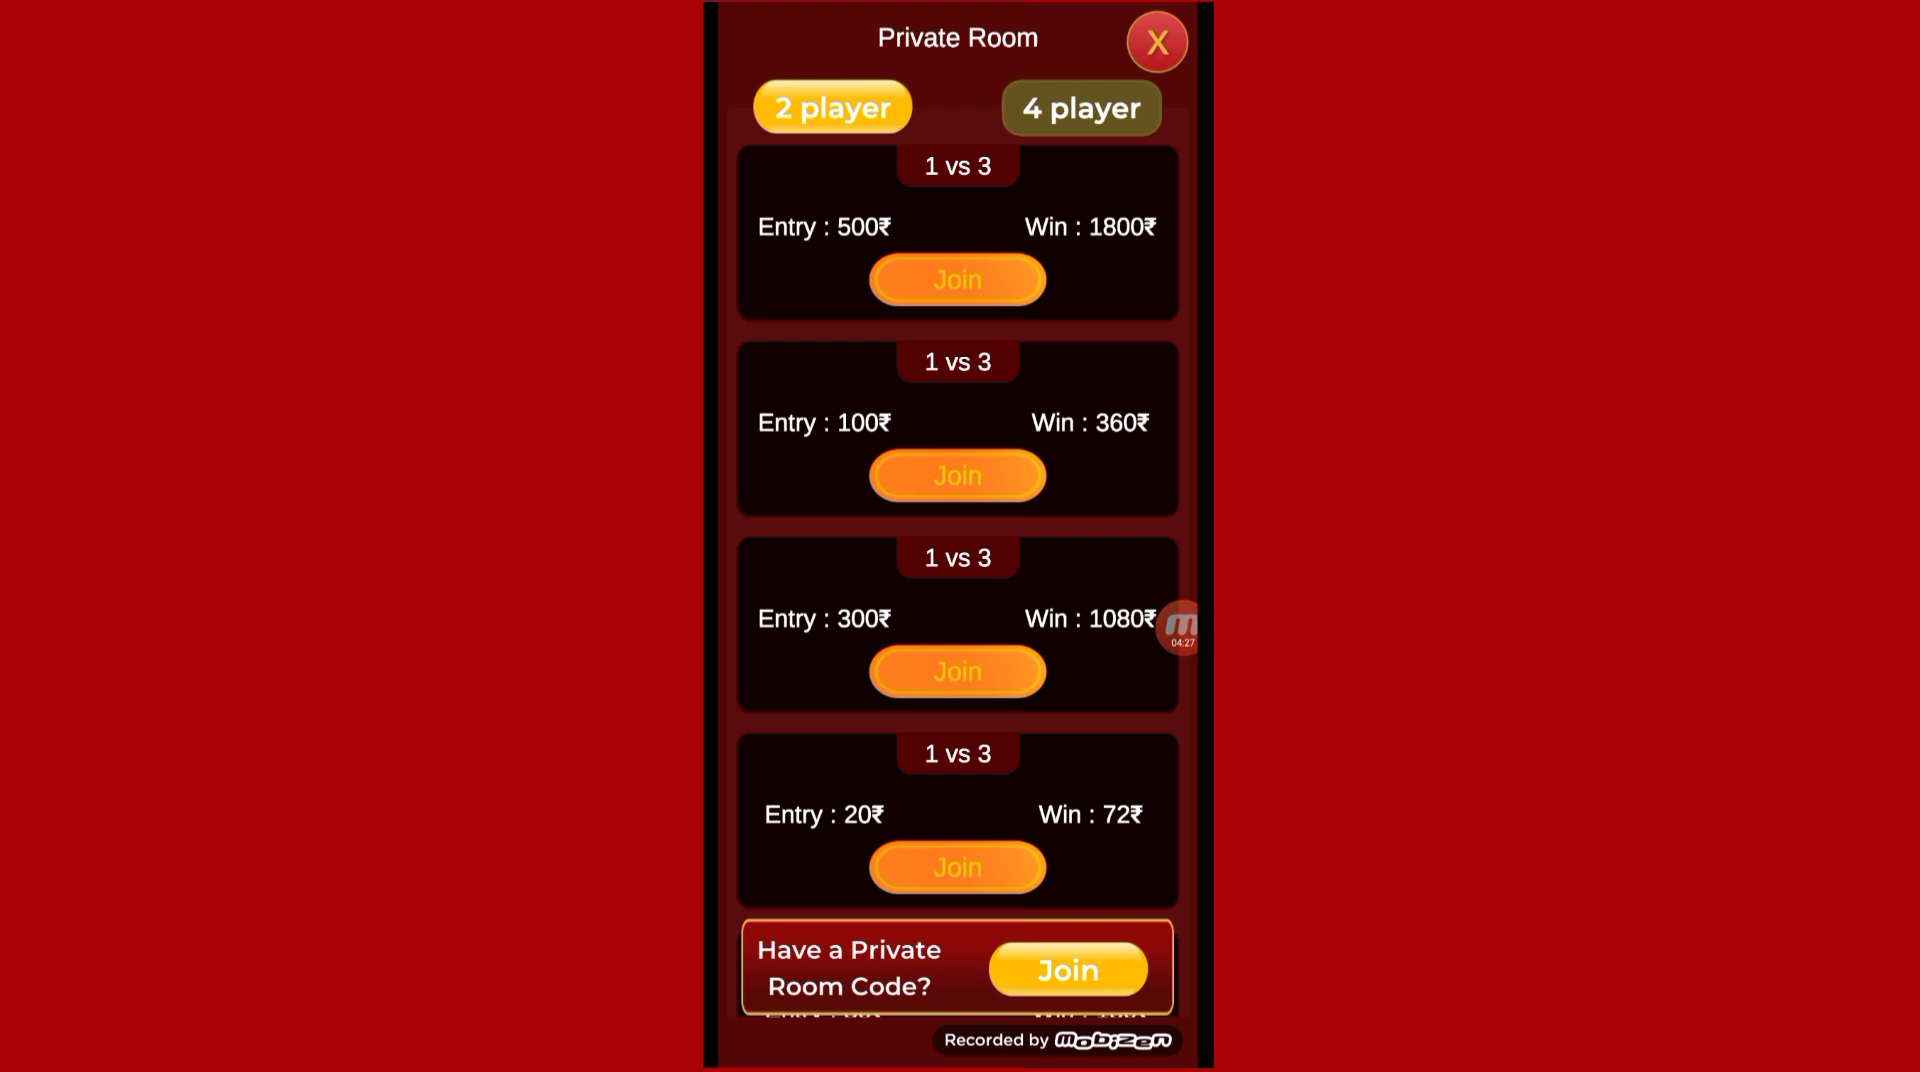 Private Room
X
2 player
4 player
1 vs 3
Entry : 500₹
Win : 1800₹
Join
1 vs 3
Entry : 100₹
Win : 360₹
Join
1 vs 3
Entry : 300₹
Win : 1080₹
04:27
Join
1 vs 3
Entry : 20₹
Win : 72₹
Join
Have a Private
Room Code?
Join
Recorded by mobizen